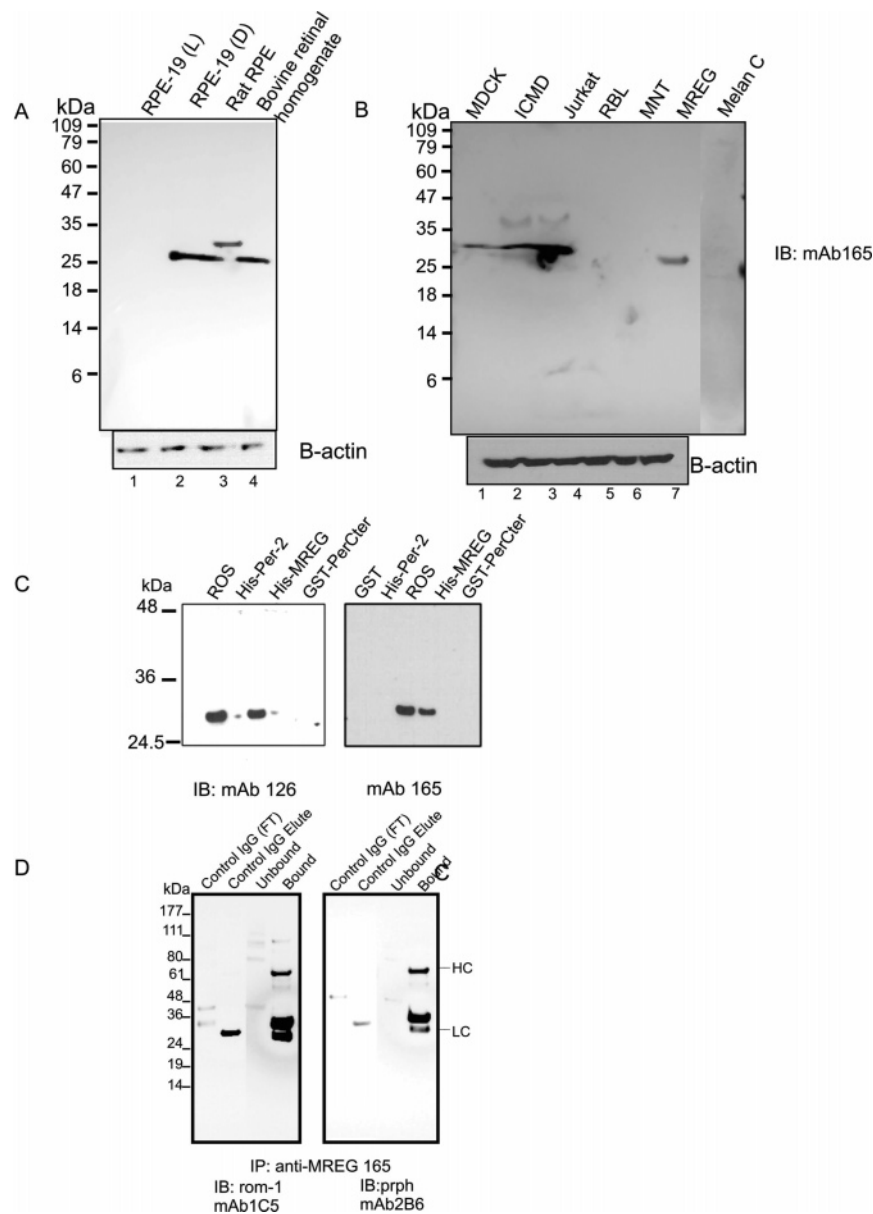 A
kDa
RPE-19 (L)
RPE-19 (D)
Rat RPE
Bovine retinal
homogenate
109
79
60
47
35
25
18
14
6
B-actin
1 2 3 4
B
kDa
MDCK
ICMD
Jurkat
RBL
MNT
MREG
Melan C
109
79
60
47
35
25
18
14
6
IB: mAb165
B-actin
1 2 3 4 5 6 7
C
kDa
ROS
His-Per-2
His-MREG
GST-PerCter
48
36
24.5
IB: mAb 126
GST
His-Per-2
ROS
His-MREG
GST-PerCter
mAb 165
D
kDa
Control IgG (FT)
Control IgG Elute
Unbound
Bound
177
111
80
61
48
36
24
19
14
Control IgG (FT)
Control IgG Elute
Unbound
Bound
C
HC
LC
IP: anti-MREG 165
IB: rom-1
mAb1C5
IB:prph
mAb2B6